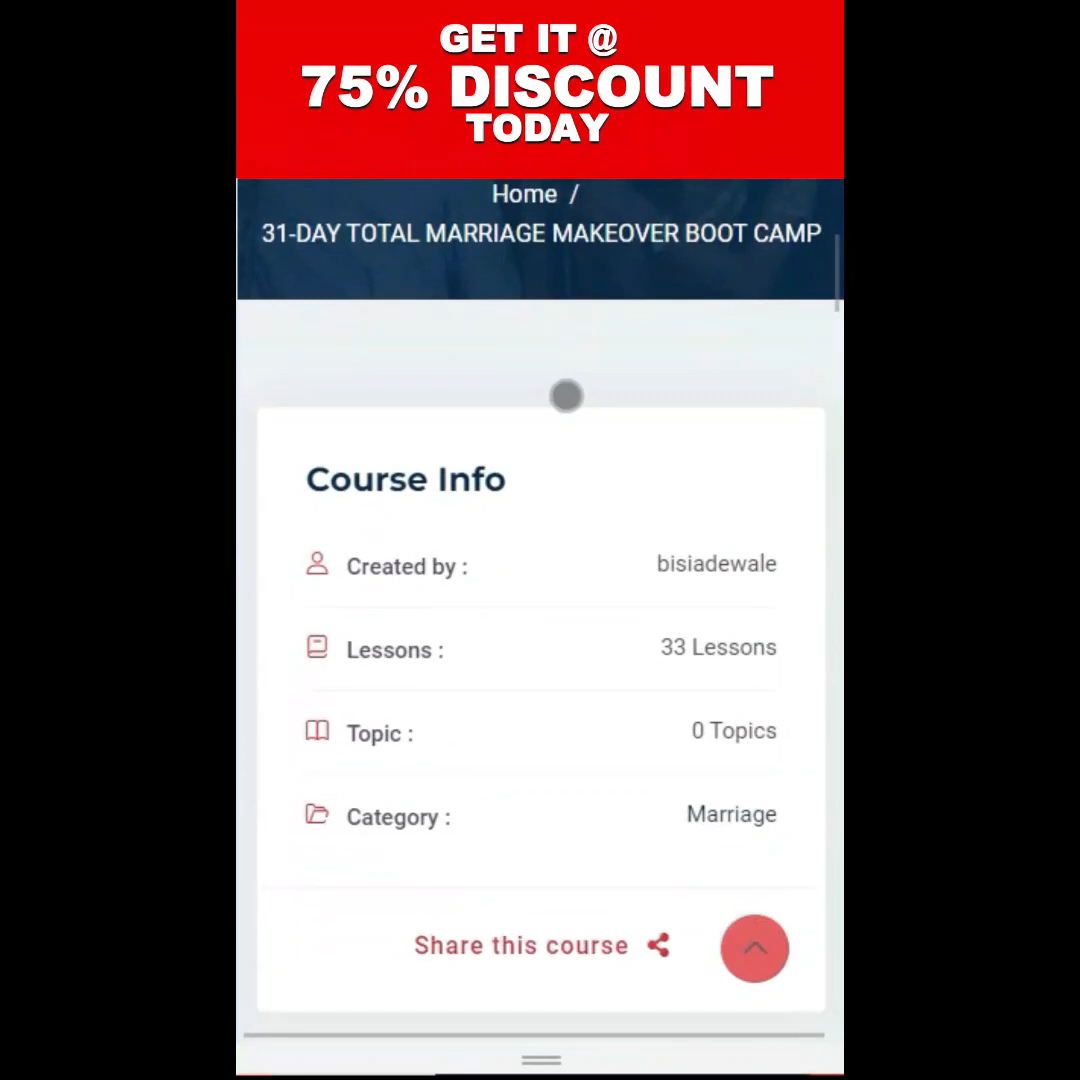 GET IT @
75% DISCOUNT
TODAY
Home /
31-DAY TOTAL MARRIAGE MAKEOVER BOOT CAMP
Course Info
Created by : bisiadewale
Lessons : 33 Lessons
Topic : 0 Topics
Category : Marriage
Share this course